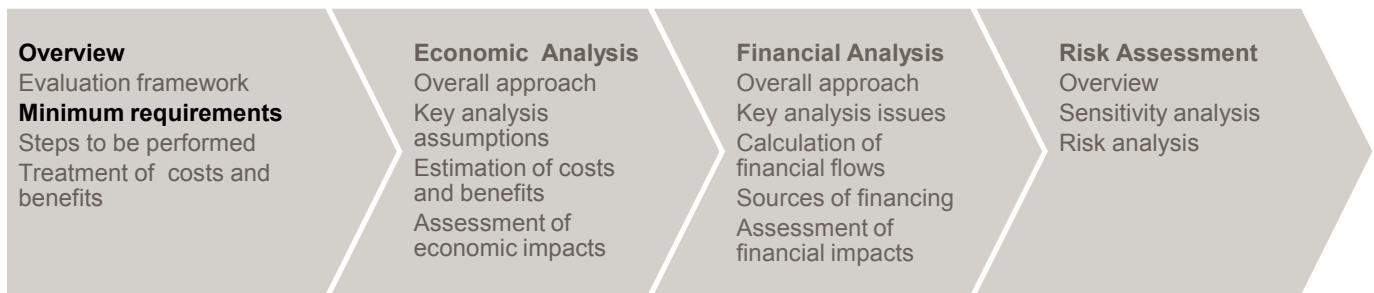 Overview
Evaluation framework
Minimum requirements
Steps to be performed
Treatment of costs and
benefits
Economic Analysis
Overall approach
Key analysis
assumptions
Estimation of costs
and benefits
Assessment of
economic impacts
Financial Analysis
Overall approach
Key analysis issues
Calculation of
financial flows
Sources of financing
Assessment of
financial impacts
Risk Assessment
Overview
Sensitivity analysis
Risk analysis